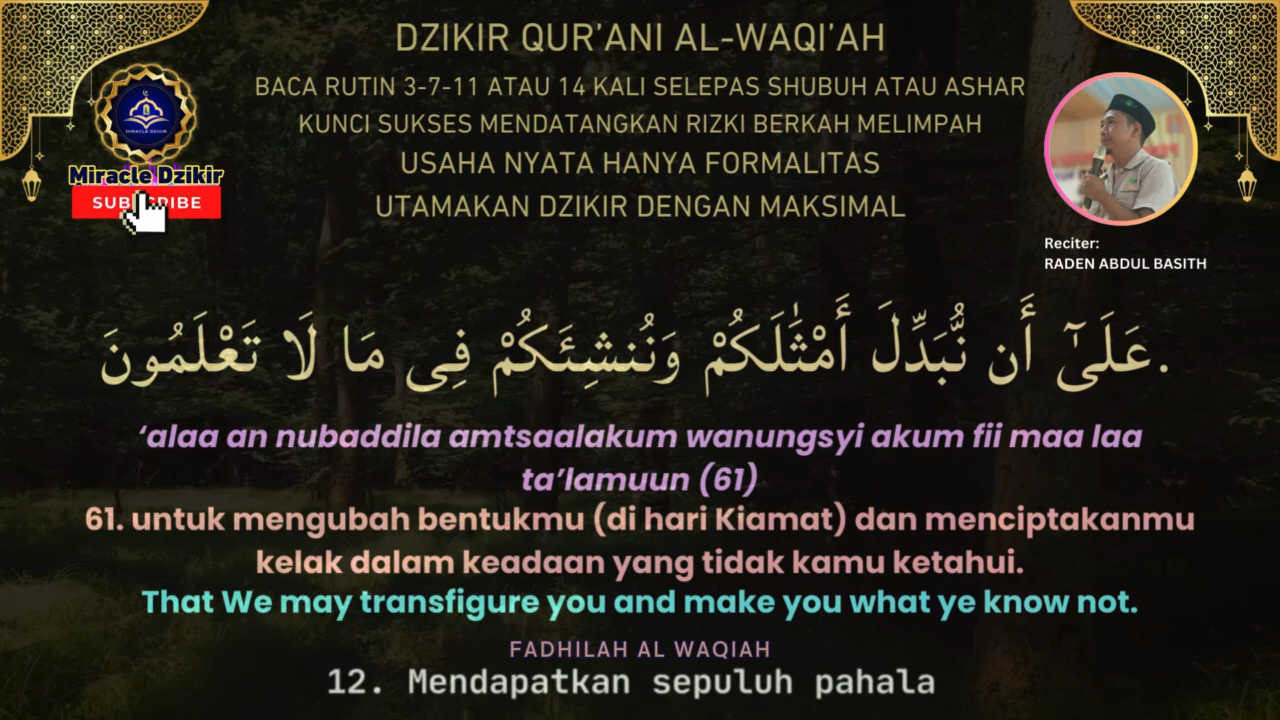 DZIKIR QUR'ANI AL-WAQI'AH
BACA RUTIN 3-7-11 ATAU 14 KALI SELEPAS SHUBUH ATAU ASHAR
KUNCI SUKSES MENDATANGKAN RIZKI BERKAH MELIMPAH
USAHA NYATA HANYA FORMALITAS
UTAMAKAN DZIKIR DENGAN MAKSIMAL
MIRACLE DZIKIR
Miracle Dzikir
SUBSCRIBE
Reciter:
RADEN ABDUL BASITH
عَلَىٰٓ أَن نُّبَدِّلَ أَمْثَٰلَكُمْ وَنُنشِئَكُمْ فِى مَا لَا تَعْلَمُونَ.
‘alaa an nubaddila amtsaalakum wanungsyi akum fii maa laa
ta’lamuun (61)
61. untuk mengubah bentukmu (di hari Kiamat) dan menciptakanmu
kelak dalam keadaan yang tidak kamu ketahui.
That We may transfigure you and make you what ye know not.
FADHILAH AL WAQIAH
12. Mendapatkan sepuluh pahala